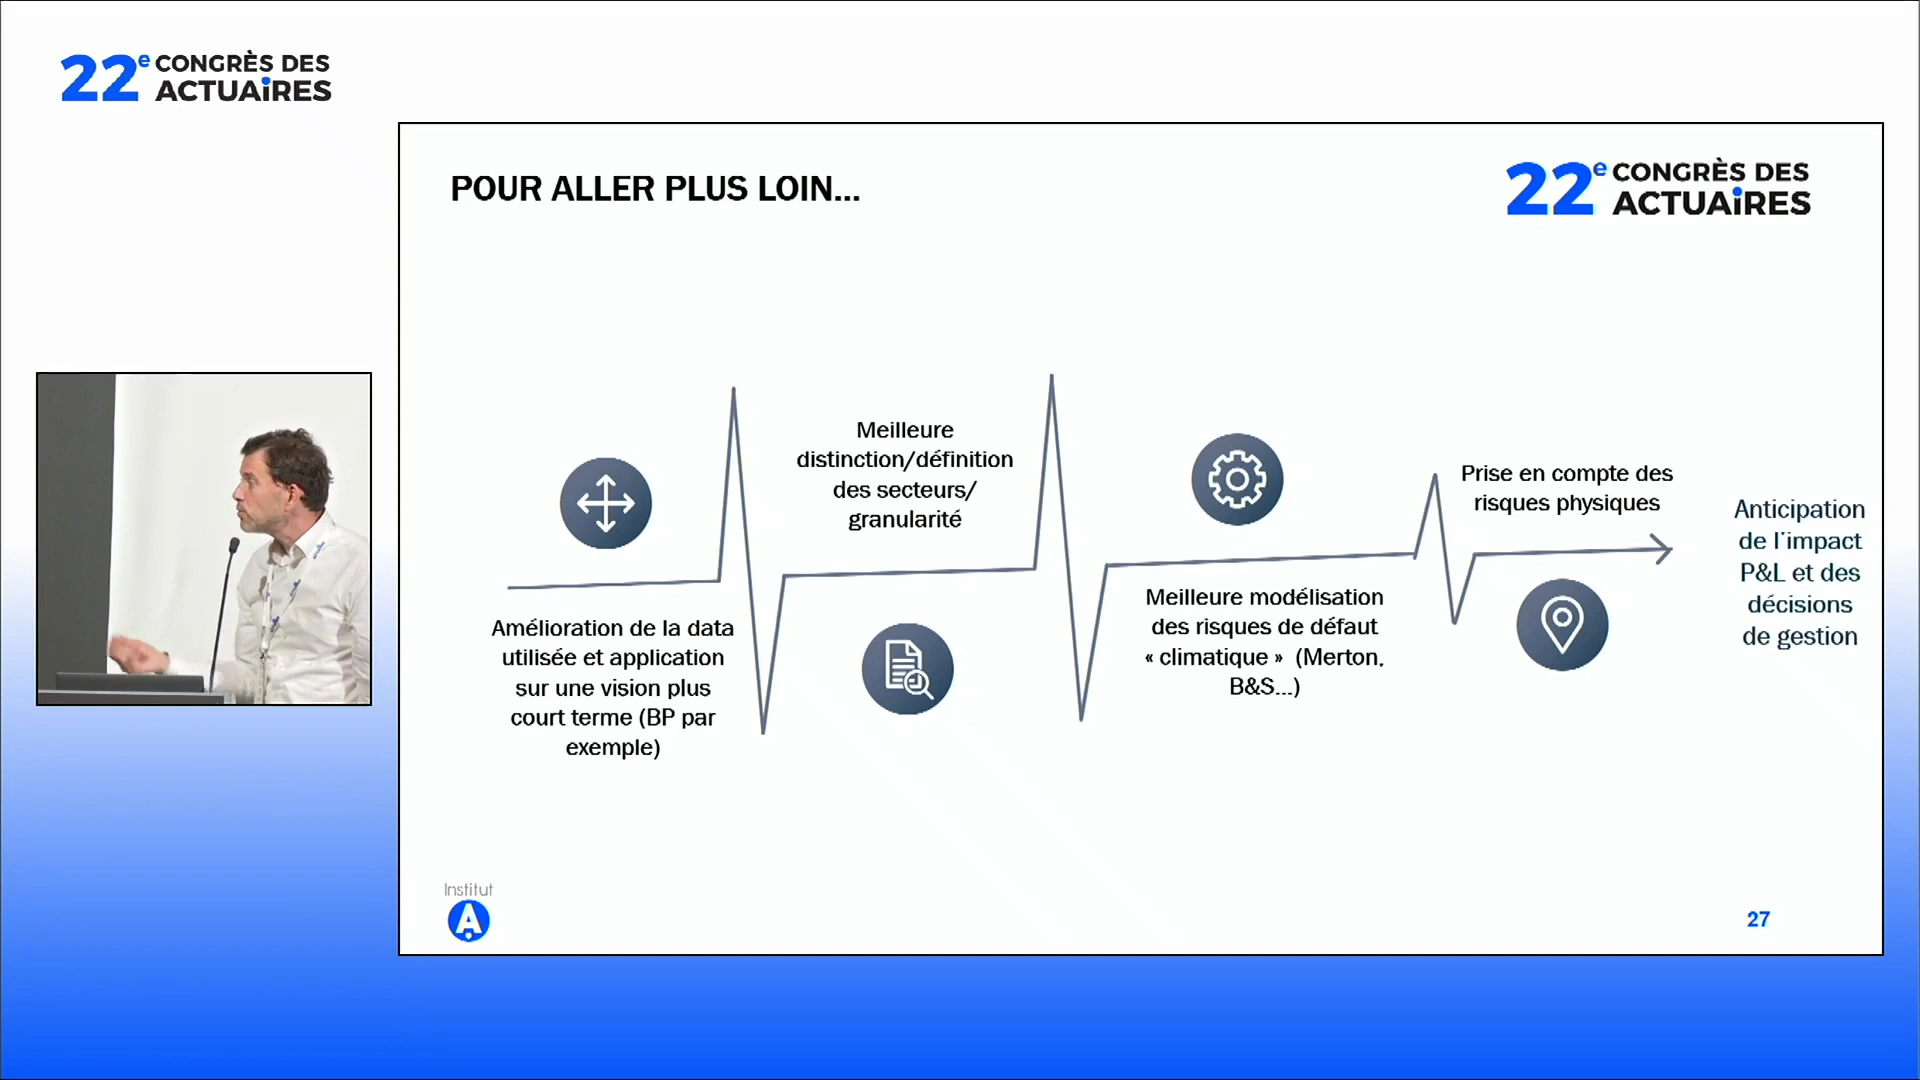 22e CONGRÈS DES
ACTUAiRES
POUR ALLER PLUS LOIN...
22e CONGRÈS DES
ACTUAiRES
Amélioration de la data
utilisée et application
sur une vision plus
court terme (BP par
exemple)
Meilleure
distinction/définition
des secteurs/
granularité
Meilleure modélisation
des risques de défaut
« climatique »  (Merton,
B&S...)
Prise en compte des
risques physiques
Anticipation
de l'impact
P&L et des
décisions
de gestion
Institut
A
27